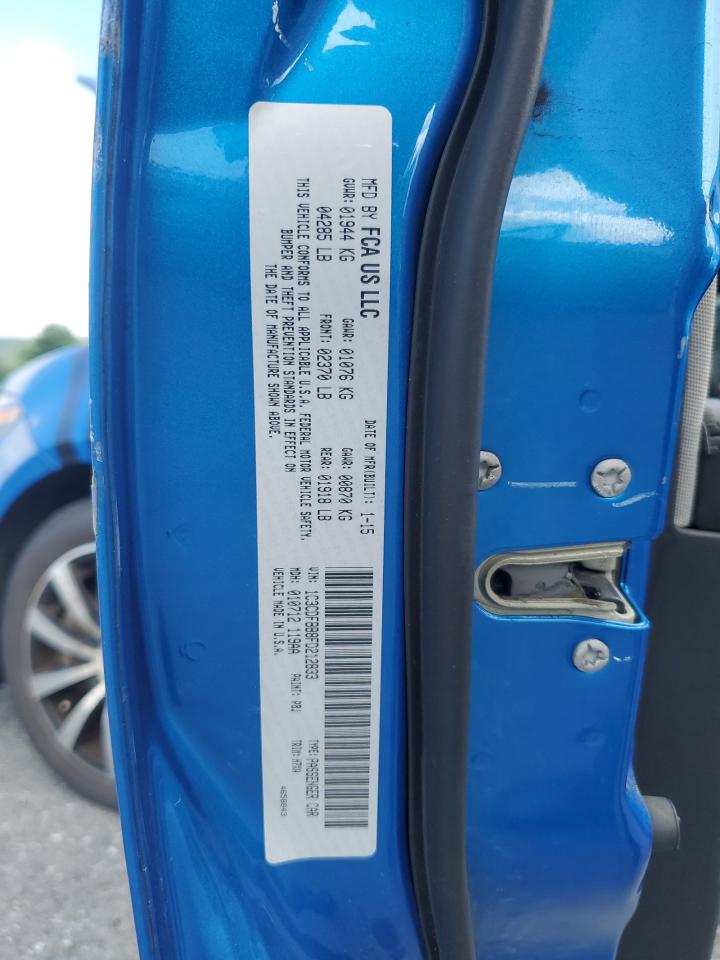 MFD BY FCA US LLC
DATE OF MFR(BUILT): 1-15
GVWR: 01944 KG GAWR: 01076 KG GAWR: 00870 KG
04285 LB FRONT: 02370 LB REAR: 01918 LB
THIS VEHICLE CONFORMS TO ALL APPLICABLE U.S.A. FEDERAL MOTOR VEHICLE SAFETY,
BUMPER AND THEFT PREVENTION STANDARDS IN EFFECT ON
THE DATE OF MANUFACTURE SHOWN ABOVE.
VIN: 1C3CDFBB8FD212833 TYPE: PASSENGER CAR
MDH: 010712 119AA PAINT: PBJ TRIM: H7XA
VEHICLE MADE IN U.S.A.